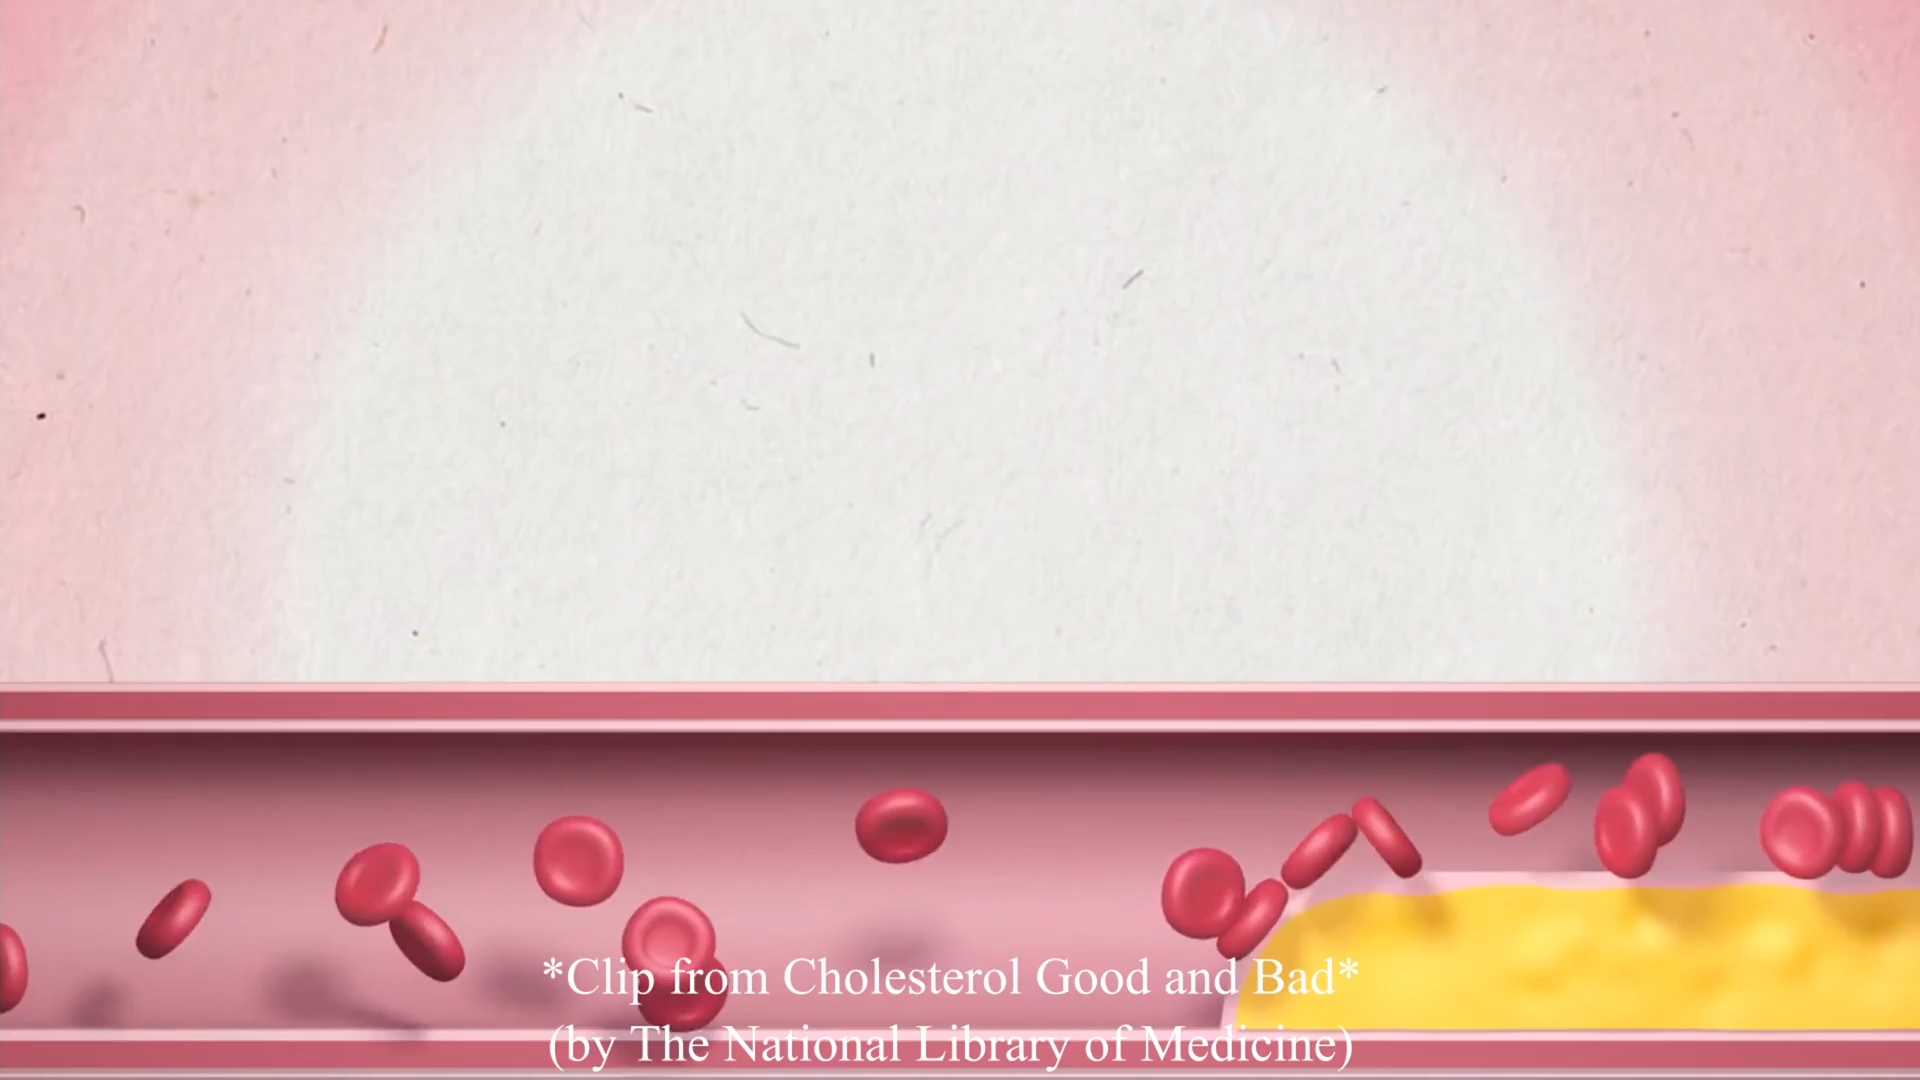 *Clip from Cholesterol Good and Bad*
(by The National Library of Medicine)